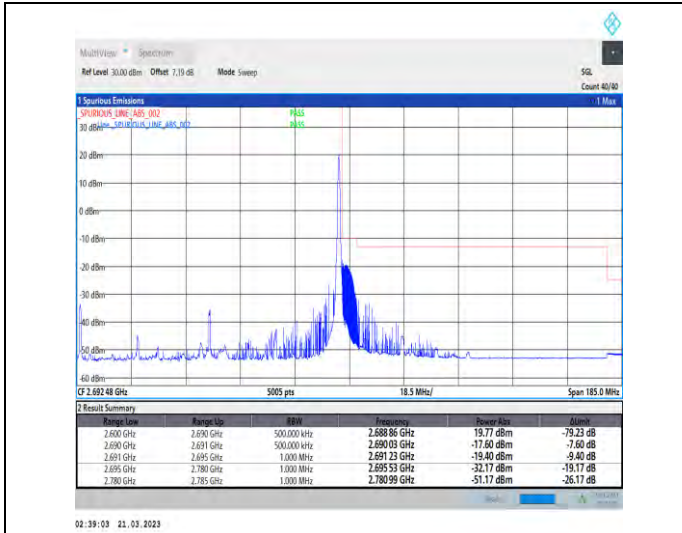 MultiView Spectrum
Ref Level 30.00 dBm Offset 7.19 dB Mode Sweep SGL
Count 40/40
1 Spurious Emissions 1 Max
_SPURIOUS_LINE_ABS_002 PASS
30 dBm Line _SPURIOUS_LINE_ABS_002 PASS
20 dBm
10 dBm
0 dBm
-10 dBm
-20 dBm
-30 dBm
-40 dBm
-50 dBm
-60 dBm
CF 2.692 48 GHz 5005 pts 18.5 MHz/ Span 185.0 MHz
2 Result Summary
Range Low Range Up RBW Frequency Power Abs ΔLimit
2.600 GHz 2.690 GHz 500.000 kHz 2.688 86 GHz 19.77 dBm -79.23 dB
2.690 GHz 2.691 GHz 500.000 kHz 2.690 03 GHz -17.60 dBm -7.60 dB
2.691 GHz 2.695 GHz 1.000 MHz 2.691 23 GHz -19.40 dBm -9.40 dB
2.695 GHz 2.780 GHz 1.000 MHz 2.695 53 GHz -32.17 dBm -19.17 dB
2.780 GHz 2.785 GHz 1.000 MHz 2.780 99 GHz -51.17 dBm -26.17 dB
02:39:03 21.03.2023